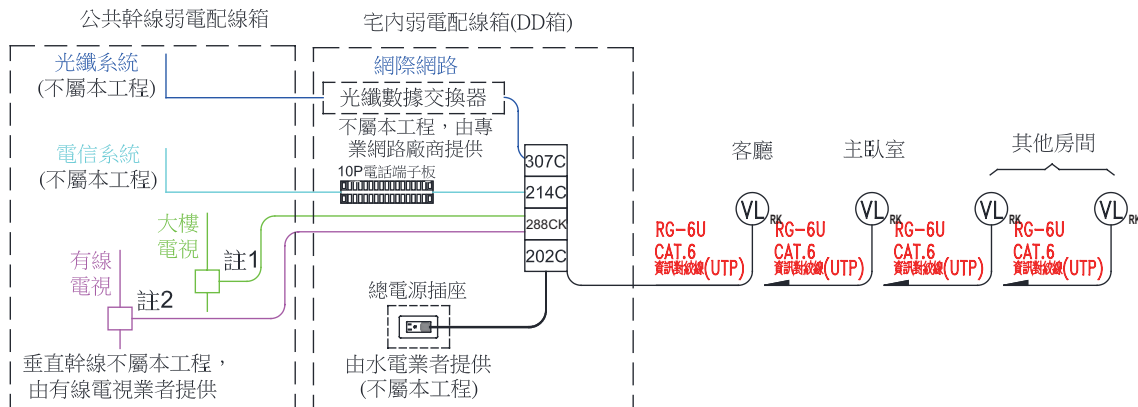 公共幹線弱電配線箱
宅內弱電配線箱(DD箱)
光纖系統
(不屬本工程)
網際網路
光纖數據交換器
不屬本工程，由專
業網路廠商提供
電信系統
(不屬本工程)
10P電話端子板
307C
214C
288CK
202C
大樓
電視
註1
有線
電視
註2
總電源插座
垂直幹線不屬本工程，
由有線電視業者提供
由水電業者提供
(不屬本工程)
客廳
主臥室
其他房間
VL RK
VL RK
VL RK
VL RK
RG-6U
CAT.6
資訊對絞線(UTP)
RG-6U
CAT.6
資訊對絞線(UTP)
RG-6U
CAT.6
資訊對絞線(UTP)
RG-6U
CAT.6
資訊對絞線(UTP)